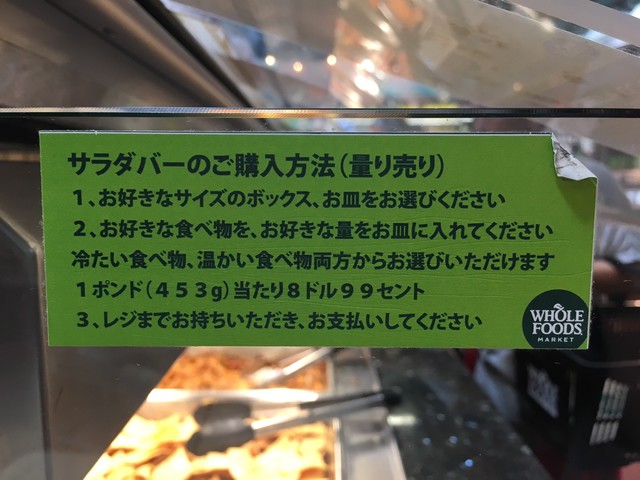 サラダバーのご購入方法(量り売り)
1、お好きなサイズのボックス、お皿をお選びください
2、お好きな食べ物を、お好きな量をお皿に入れてください
冷たい食べ物、温かい食べ物両方からお選びいただけます
1ポンド(453g)当たり8ドル99セント
3、レジまでお持ちいただき、お支払いしてください
WHOLE
FOODS
MARKET